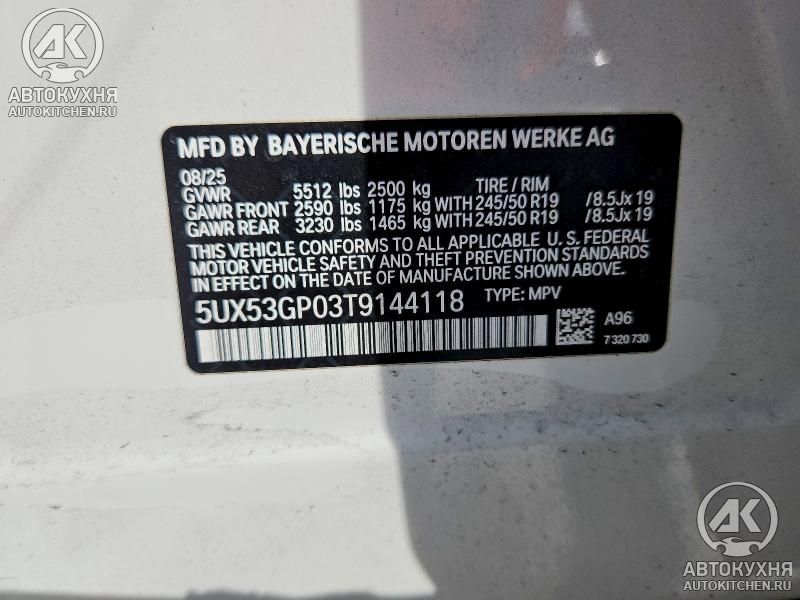 АК
АВТОКУХНЯ
AUTOKITCHEN.RU
MFD BY BAYERISCHE MOTOREN WERKE AG
08/25
GVWR 5512 lbs 2500 kg TIRE / RIM
GAWR FRONT 2590 lbs 1175 kg WITH 245/50 R19 /8.5Jx19
GAWR REAR 3230 lbs 1465 kg WITH 245/50 R19 /8.5Jx19
THIS VEHICLE CONFORMS TO ALL APPLICABLE U. S. FEDERAL
MOTOR VEHICLE SAFETY AND THEFT PREVENTION STANDARDS
IN EFFECT ON THE DATE OF MANUFACTURE SHOWN ABOVE.
5UX53GP03T9144118 TYPE: MPV
A96
7 320 730
АК
АВТОКУХНЯ
AUTOKITCHEN.RU